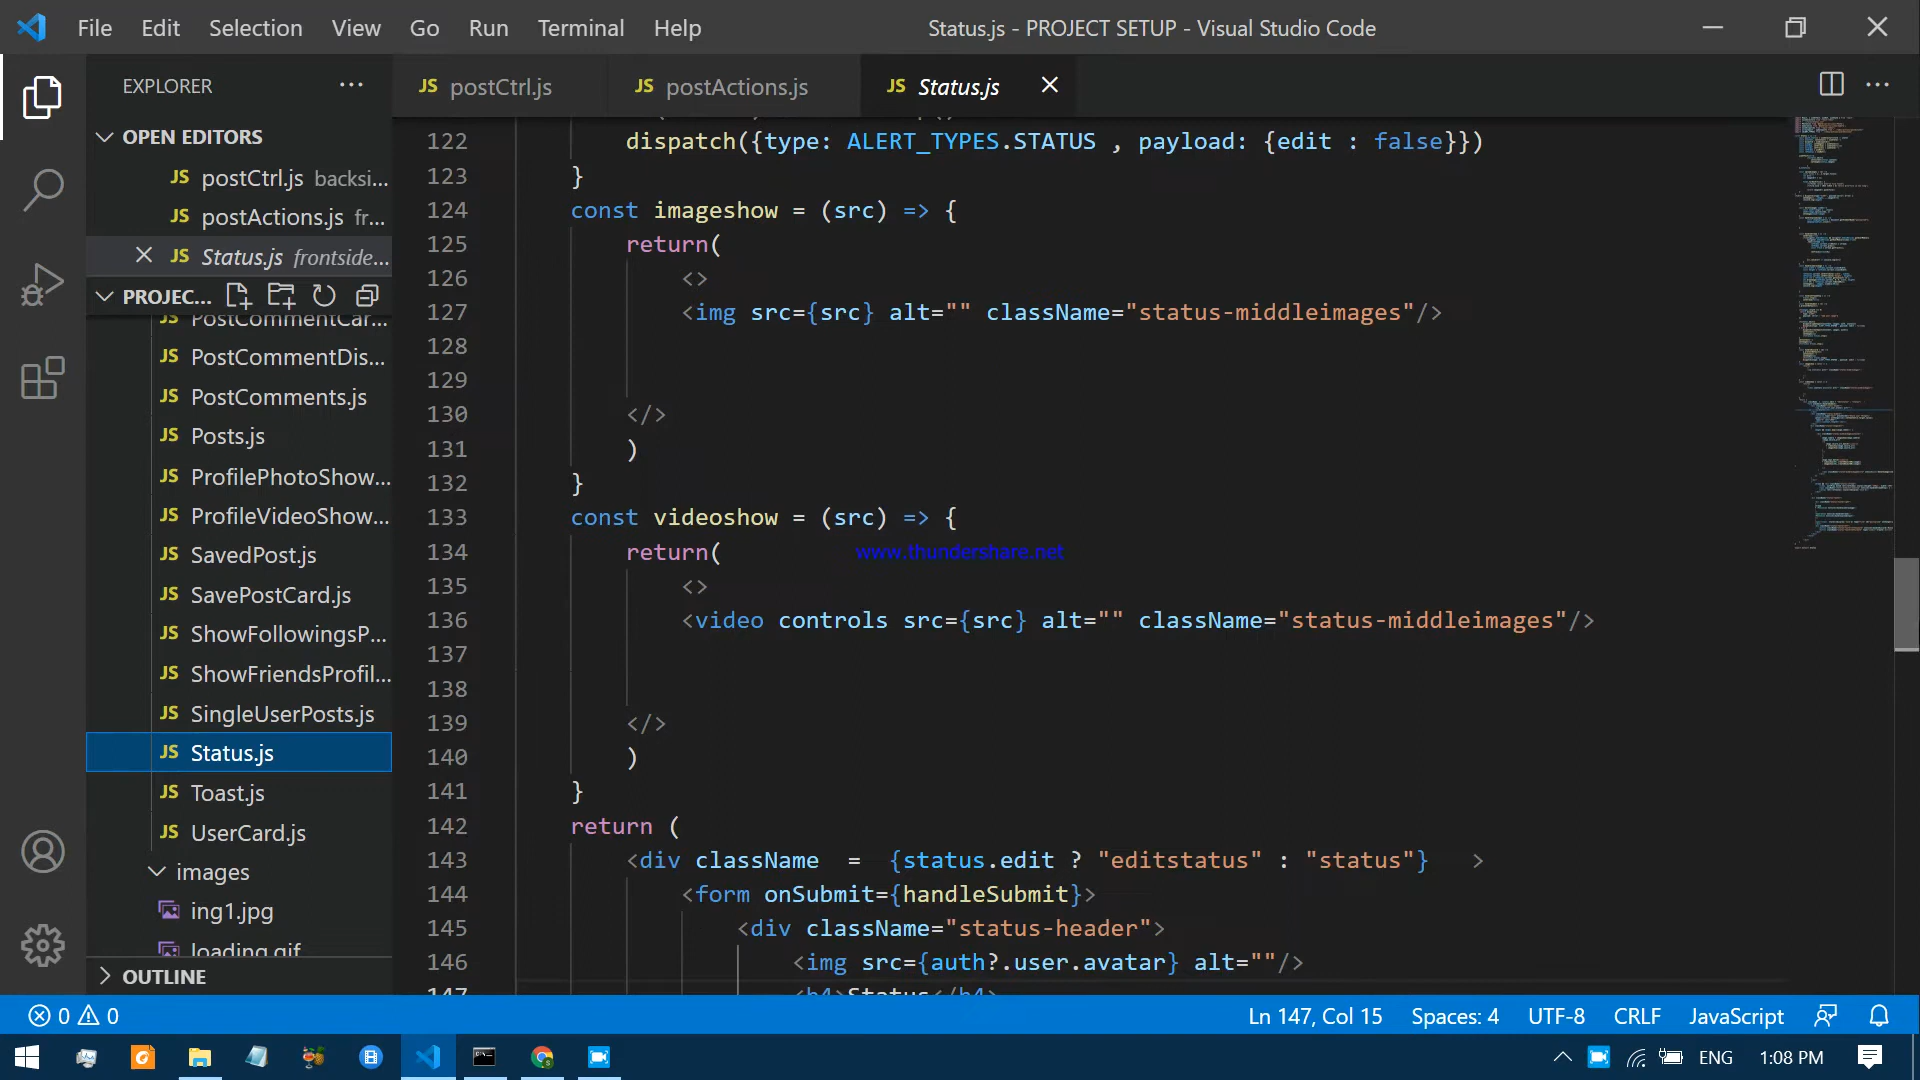 File Edit Selection View Go Run Terminal Help
Status.js - PROJECT SETUP - Visual Studio Code
EXPLORER
JS postCtrl.js
JS postActions.js
JS Status.js
OPEN EDITORS
JS postCtrl.js backsi...
JS postActions.js fr...
JS Status.js frontside...
PROJEC...
JS PostCommentCar...
JS PostCommentDis...
JS PostComments.js
JS Posts.js
JS ProfilePhotoShow...
JS ProfileVideoShow...
JS SavedPost.js
JS SavePostCard.js
JS ShowFollowingsP...
JS ShowFriendsProfil...
JS SingleUserPosts.js
JS Status.js
JS Toast.js
JS UserCard.js
images
ing1.jpg
loading.gif
OUTLINE
122 dispatch({type: ALERT_TYPES.STATUS , payload: {edit : false}})
123 }
124 const imageshow = (src) => {
125 return(
126 <>
127 <img src={src} alt="" className="status-middleimages"/>
128
129
130 </>
131 )
132 }
133 const videoshow = (src) => {
134 return(
135 <>
136 <video controls src={src} alt="" className="status-middleimages"/>
137
138
139 </>
140 )
141 }
142 return (
143 <div className = {status.edit ? "editstatus" : "status"} >
144 <form onSubmit={handleSubmit}>
145 <div className="status-header">
146 <img src={auth?.user.avatar} alt=""/>
147 <h4>Status</h4>
www.thundershare.net
0 0
Ln 147, Col 15 Spaces: 4 UTF-8 CRLF JavaScript
ENG 1:08 PM